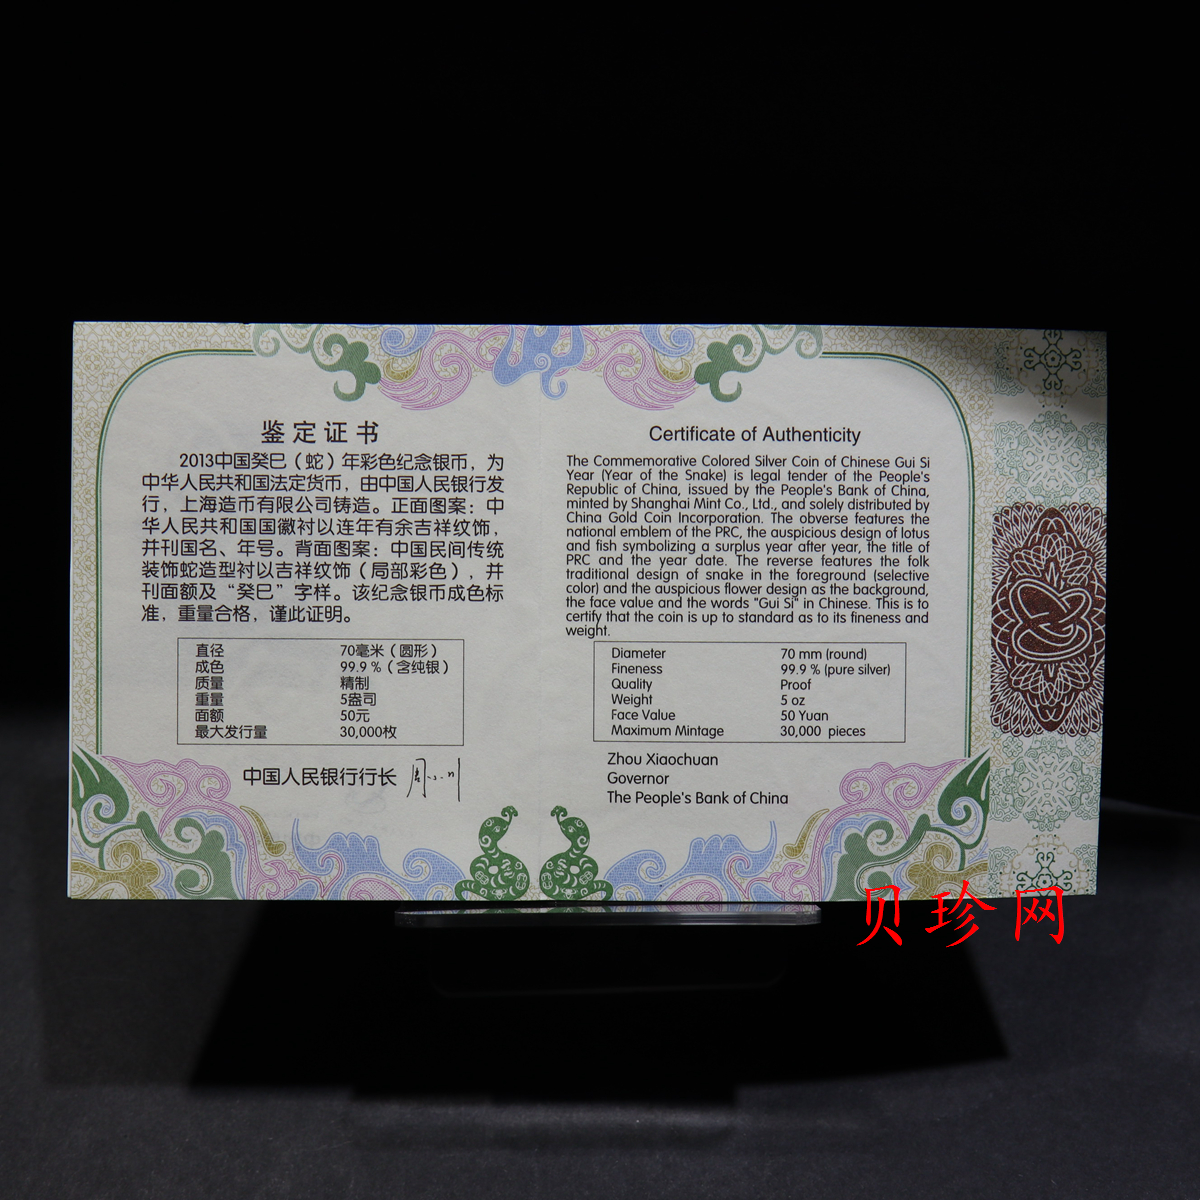 鉴定证书
2013中国癸巳（蛇）年彩色纪念银币，为
中华人民共和国法定货币，由中国人民银行发
行，上海造币有限公司铸造。正面图案：中
华人民共和国国徽衬以连年有余吉祥纹饰，
并刊国名、年号。背面图案：中国民间传统
装饰蛇造型衬以吉祥纹饰（局部彩色），并
刊面额及“癸巳”字样。该纪念银币成色标
准，重量合格，谨此证明。
直径 70毫米（圆形）
成色 99.9％（含纯银）
质量 精制
重量 5盎司
面额 50元
最大发行量 30,000枚
中国人民银行行长 周小川
Certificate of Authenticity
The Commemorative Colored Silver Coin of Chinese Gui Si
Year (Year of the Snake) is legal tender of the People's
Republic of China, issued by the People's Bank of China,
minted by Shanghai Mint Co., Ltd., and solely distributed by
China Gold Coin Incorporation. The obverse features the
national emblem of the PRC, the auspicious design of lotus
and fish symbolizing a surplus year after year, the title of
PRC and the year date. The reverse features the folk
traditional design of snake in the foreground (selective
color) and the auspicious flower design as the background,
the face value and the words "Gui Si" in Chinese. This is to
certify that the coin is up to standard as to its fineness and
weight.
Diameter 70 mm (round)
Fineness 99.9 % (pure silver)
Quality Proof
Weight 5 oz
Face Value 50 Yuan
Maximum Mintage 30,000 pieces
Zhou Xiaochuan
Governor
The People's Bank of China
贝珍网